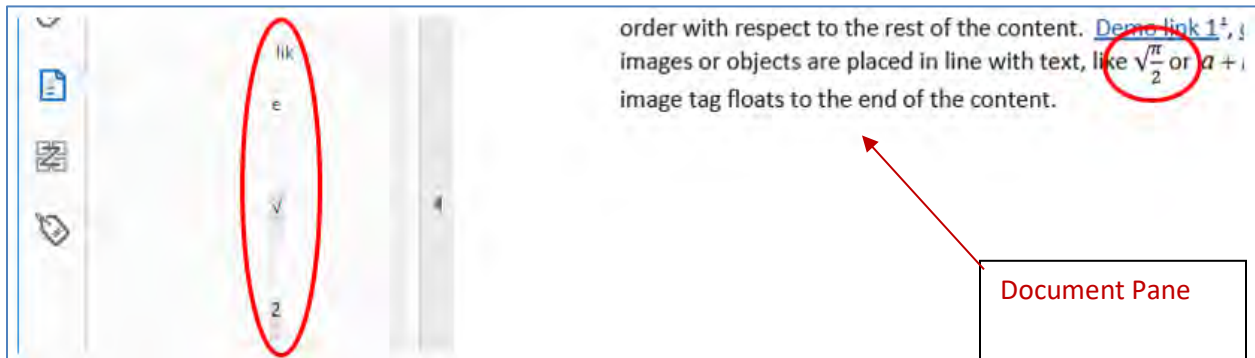 lik
e
√
2
order with respect to the rest of the content. Demo link 1±,
images or objects are placed in line with text, like √π/2 or a +
image tag floats to the end of the content.
Document Pane